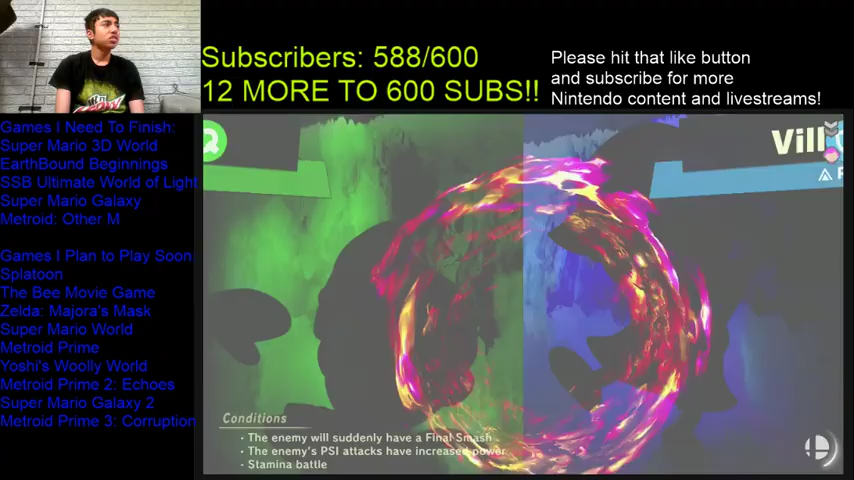 Subscribers: 588/600
12 MORE TO 600 SUBS!!
Please hit that like button
and subscribe for more
Nintendo content and livestreams!
Games I Need To Finish:
Super Mario 3D World
EarthBound Beginnings
SSB Ultimate World of Light
Super Mario Galaxy
Metroid: Other M
Games I Plan to Play Soon
Splatoon
The Bee Movie Game
Zelda: Majora's Mask
Super Mario World
Metroid Prime
Yoshi's Woolly World
Metroid Prime 2: Echoes
Super Mario Galaxy 2
Metroid Prime 3: Corruption
Q
Vill
Conditions
· The enemy will suddenly have a Final Smash
· The enemy's PSI attacks have increased power
· Stamina battle